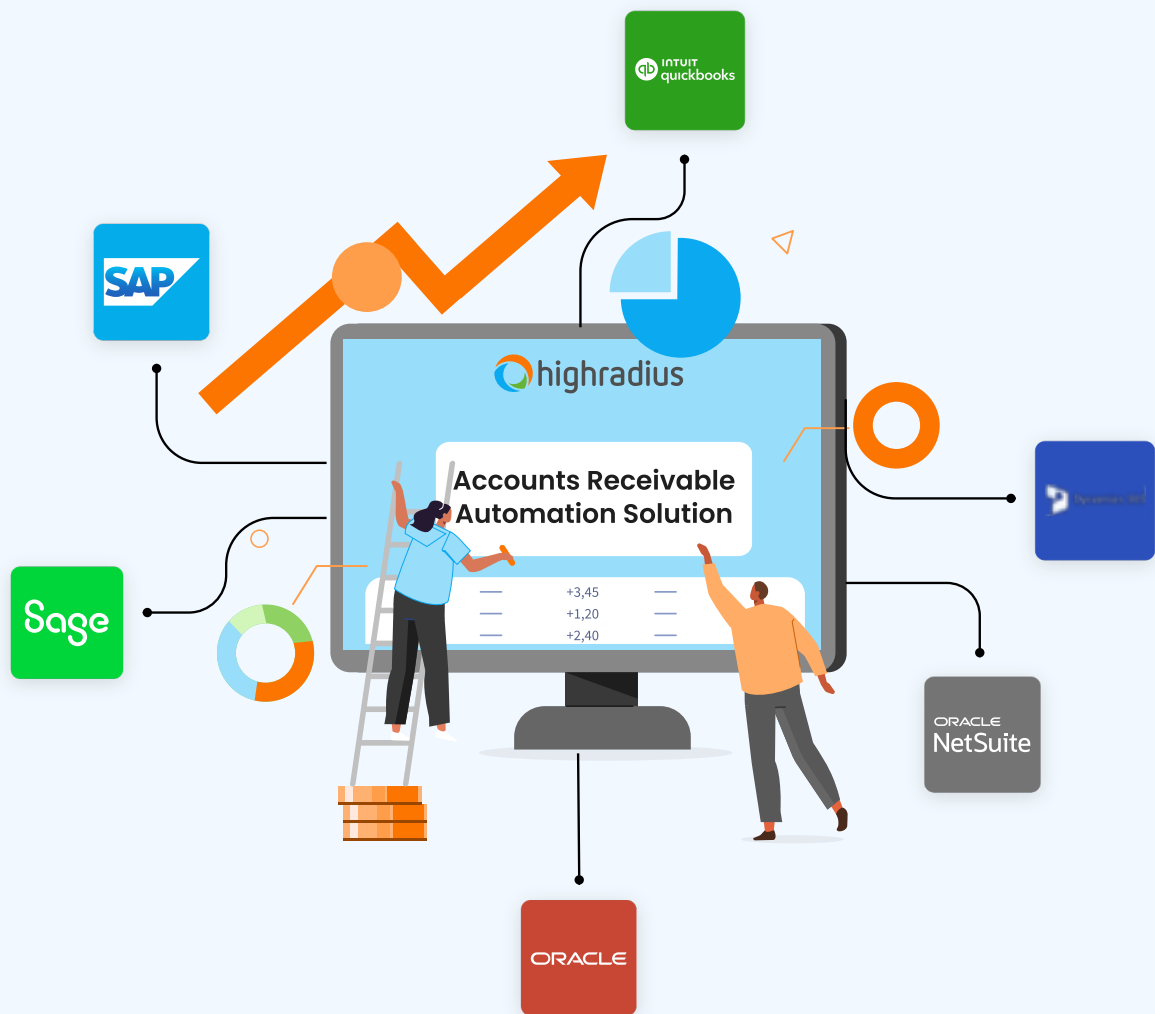 INTUIT
quickbooks
SAP
highradius
Accounts Receivable
Automation Solution
+3,45
+1,20
+2,40
Sage
ORACLE
NetSuite
ORACLE